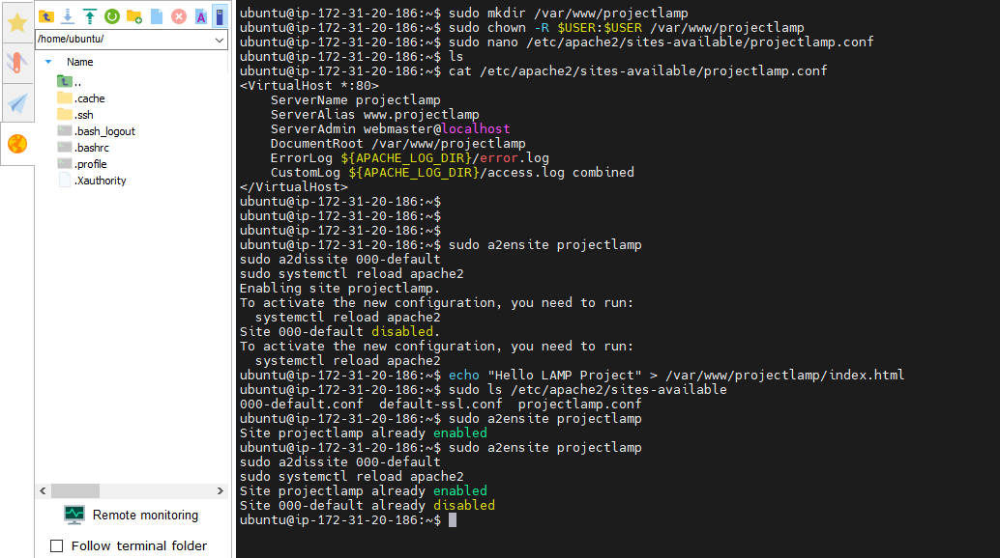 /home/ubuntu/
Name
..
.cache
.ssh
.bash_logout
.bashrc
.profile
.Xauthority
Remote monitoring
Follow terminal folder
ubuntu@ip-172-31-20-186:~$ sudo mkdir /var/www/projectlamp
ubuntu@ip-172-31-20-186:~$ sudo chown -R $USER:$USER /var/www/projectlamp
ubuntu@ip-172-31-20-186:~$ sudo nano /etc/apache2/sites-available/projectlamp.conf
ubuntu@ip-172-31-20-186:~$ ls
ubuntu@ip-172-31-20-186:~$ cat /etc/apache2/sites-available/projectlamp.conf
<VirtualHost *:80>
    ServerName projectlamp
    ServerAlias www.projectlamp
    ServerAdmin webmaster@localhost
    DocumentRoot /var/www/projectlamp
    ErrorLog ${APACHE_LOG_DIR}/error.log
    CustomLog ${APACHE_LOG_DIR}/access.log combined
</VirtualHost>
ubuntu@ip-172-31-20-186:~$
ubuntu@ip-172-31-20-186:~$
ubuntu@ip-172-31-20-186:~$
ubuntu@ip-172-31-20-186:~$ sudo a2ensite projectlamp
sudo a2dissite 000-default
sudo systemctl reload apache2
Enabling site projectlamp.
To activate the new configuration, you need to run:
  systemctl reload apache2
Site 000-default disabled.
To activate the new configuration, you need to run:
  systemctl reload apache2
ubuntu@ip-172-31-20-186:~$ echo "Hello LAMP Project" > /var/www/projectlamp/index.html
ubuntu@ip-172-31-20-186:~$ sudo ls /etc/apache2/sites-available
000-default.conf  default-ssl.conf  projectlamp.conf
ubuntu@ip-172-31-20-186:~$ sudo a2ensite projectlamp
Site projectlamp already enabled
ubuntu@ip-172-31-20-186:~$ sudo a2ensite projectlamp
sudo a2dissite 000-default
sudo systemctl reload apache2
Site projectlamp already enabled
Site 000-default already disabled
ubuntu@ip-172-31-20-186:~$